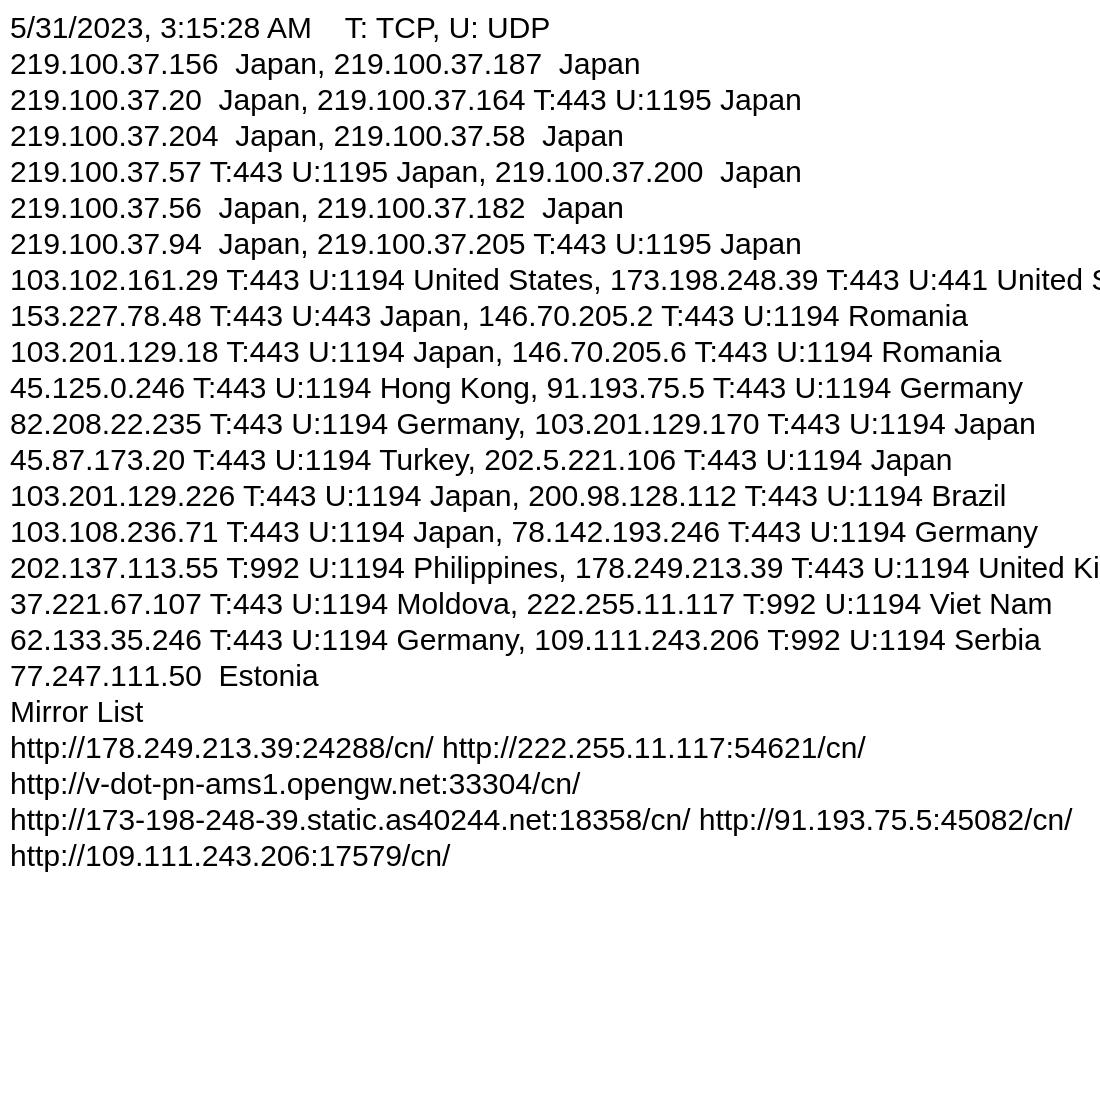 5/31/2023, 3:15:28 AM    T: TCP, U: UDP
219.100.37.156  Japan, 219.100.37.187  Japan
219.100.37.20  Japan, 219.100.37.164 T:443 U:1195 Japan
219.100.37.204  Japan, 219.100.37.58  Japan
219.100.37.57 T:443 U:1195 Japan, 219.100.37.200  Japan
219.100.37.56  Japan, 219.100.37.182  Japan
219.100.37.94  Japan, 219.100.37.205 T:443 U:1195 Japan
103.102.161.29 T:443 U:1194 United States, 173.198.248.39 T:443 U:441 United S
153.227.78.48 T:443 U:443 Japan, 146.70.205.2 T:443 U:1194 Romania
103.201.129.18 T:443 U:1194 Japan, 146.70.205.6 T:443 U:1194 Romania
45.125.0.246 T:443 U:1194 Hong Kong, 91.193.75.5 T:443 U:1194 Germany
82.208.22.235 T:443 U:1194 Germany, 103.201.129.170 T:443 U:1194 Japan
45.87.173.20 T:443 U:1194 Turkey, 202.5.221.106 T:443 U:1194 Japan
103.201.129.226 T:443 U:1194 Japan, 200.98.128.112 T:443 U:1194 Brazil
103.108.236.71 T:443 U:1194 Japan, 78.142.193.246 T:443 U:1194 Germany
202.137.113.55 T:992 U:1194 Philippines, 178.249.213.39 T:443 U:1194 United Ki
37.221.67.107 T:443 U:1194 Moldova, 222.255.11.117 T:992 U:1194 Viet Nam
62.133.35.246 T:443 U:1194 Germany, 109.111.243.206 T:992 U:1194 Serbia
77.247.111.50  Estonia
Mirror List
http://178.249.213.39:24288/cn/ http://222.255.11.117:54621/cn/
http://v-dot-pn-ams1.opengw.net:33304/cn/
http://173-198-248-39.static.as40244.net:18358/cn/ http://91.193.75.5:45082/cn/
http://109.111.243.206:17579/cn/